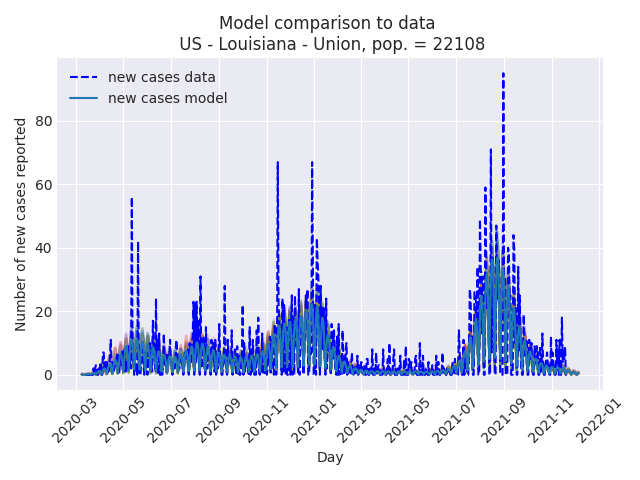 Model comparison to data
US - Louisiana - Union, pop. = 22108
new cases data
new cases model
Number of new cases reported
80
60
40
20
0
2020-03
2020-05
2020-07
2020-09
2020-11
2021-01
2021-03
2021-05
2021-07
2021-09
2021-11
2022-01
Day